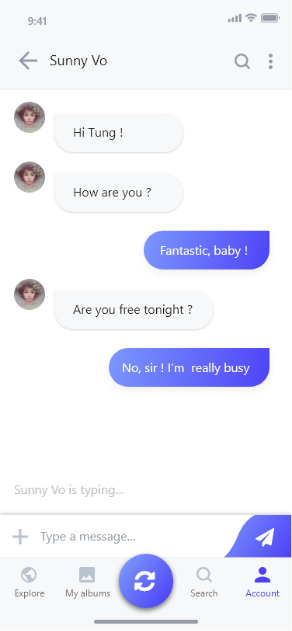 9:41
Sunny Vo
Hi Tung !
How are you ?
Fantastic, baby !
Are you free tonight ?
No, sir ! I'm really busy
Sunny Vo is typing...
Type a message...
Explore
My albums
Search
Account